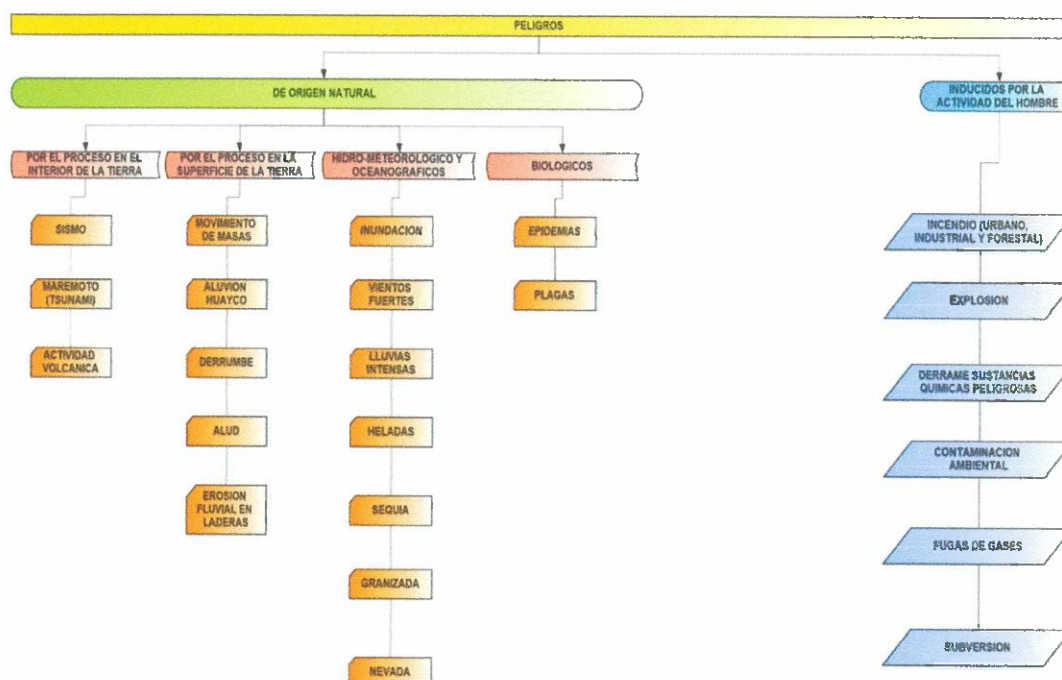 PELIGROS
DE ORIGEN NATURAL
INDUCIDOS POR LA
ACTIVIDAD DEL HOMBRE
POR EL PROCESO EN EL
INTERIOR DE LA TIERRA
POR EL PROCESO EN LA
SUPERFICIE DE LA TIERRA
HIDRO-METEOROLOGICO Y
OCEANOGRAFICOS
BIOLOGICOS
SISMO
MAREMOTO
(TSUNAMI)
ACTIVIDAD
VOLCANICA
MOVIMIENTO
DE MASAS
ALUVION
HUAYCO
DERRUMBE
ALUD
EROSION
FLUVIAL EN
LADERAS
INUNDACION
VIENTOS
FUERTES
LLUVIAS
INTENSAS
HELADAS
SEQUIA
GRANIZADA
NEVADA
EPIDEMIAS
PLAGAS
INCENDIO (URBANO,
INDUSTRIAL Y FORESTAL)
EXPLOSION
DERRAME SUSTANCIAS
QUIMICAS PELIGROSAS
CONTAMINACION
AMBIENTAL
FUGAS DE GASES
SUBVERSION